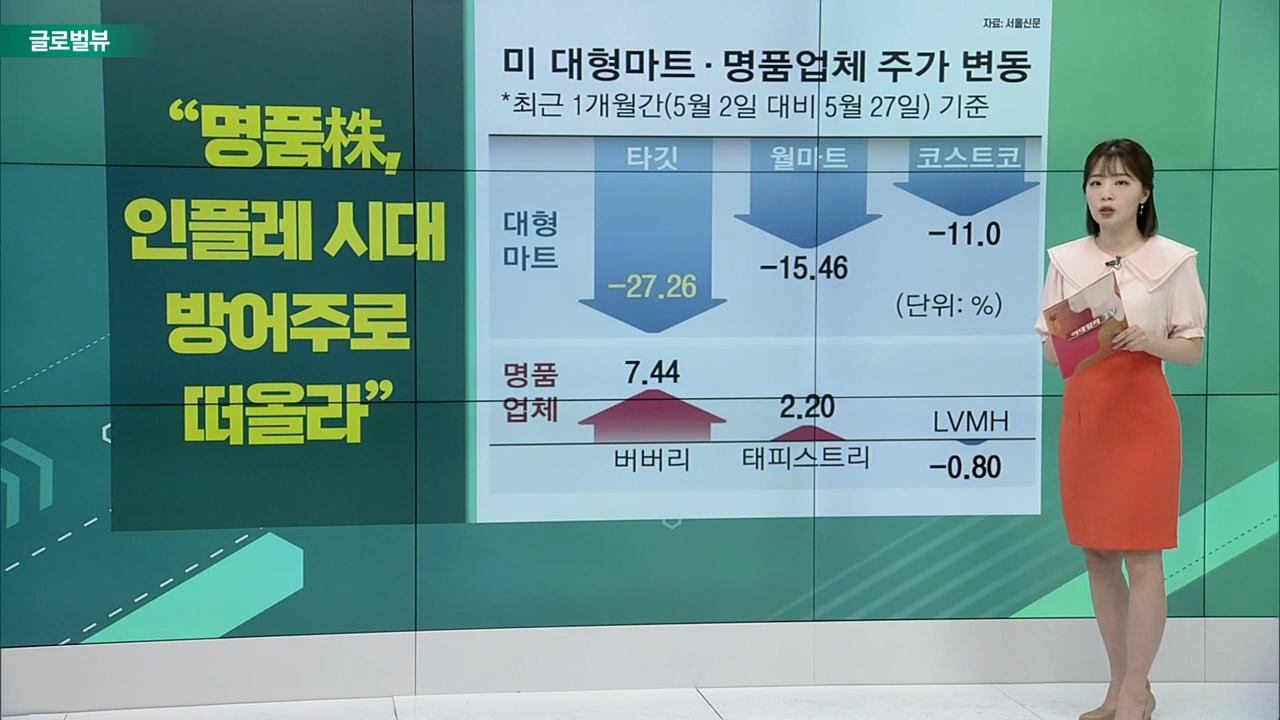 글로벌뷰
“명품株,
인플레 시대
방어주로
떠올라”
자료: 서울신문
미 대형마트·명품업체 주가 변동
*최근 1개월간(5월 2일 대비 5월 27일) 기준
타깃 월마트 코스트코
대형
마트
-27.26 -15.46 -11.0
(단위: %)
명품
업체
7.44 2.20 LVMH
버버리 태피스트리 -0.80